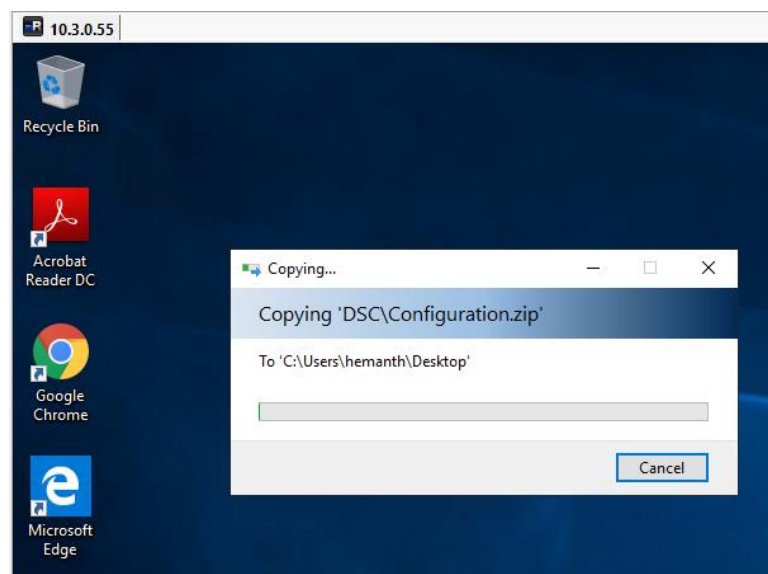 10.3.0.55
Recycle Bin
Acrobat
Reader DC
Google
Chrome
Microsoft
Edge
Copying...
Copying 'DSC\Configuration.zip'
To 'C:\Users\hemanth\Desktop'
Cancel